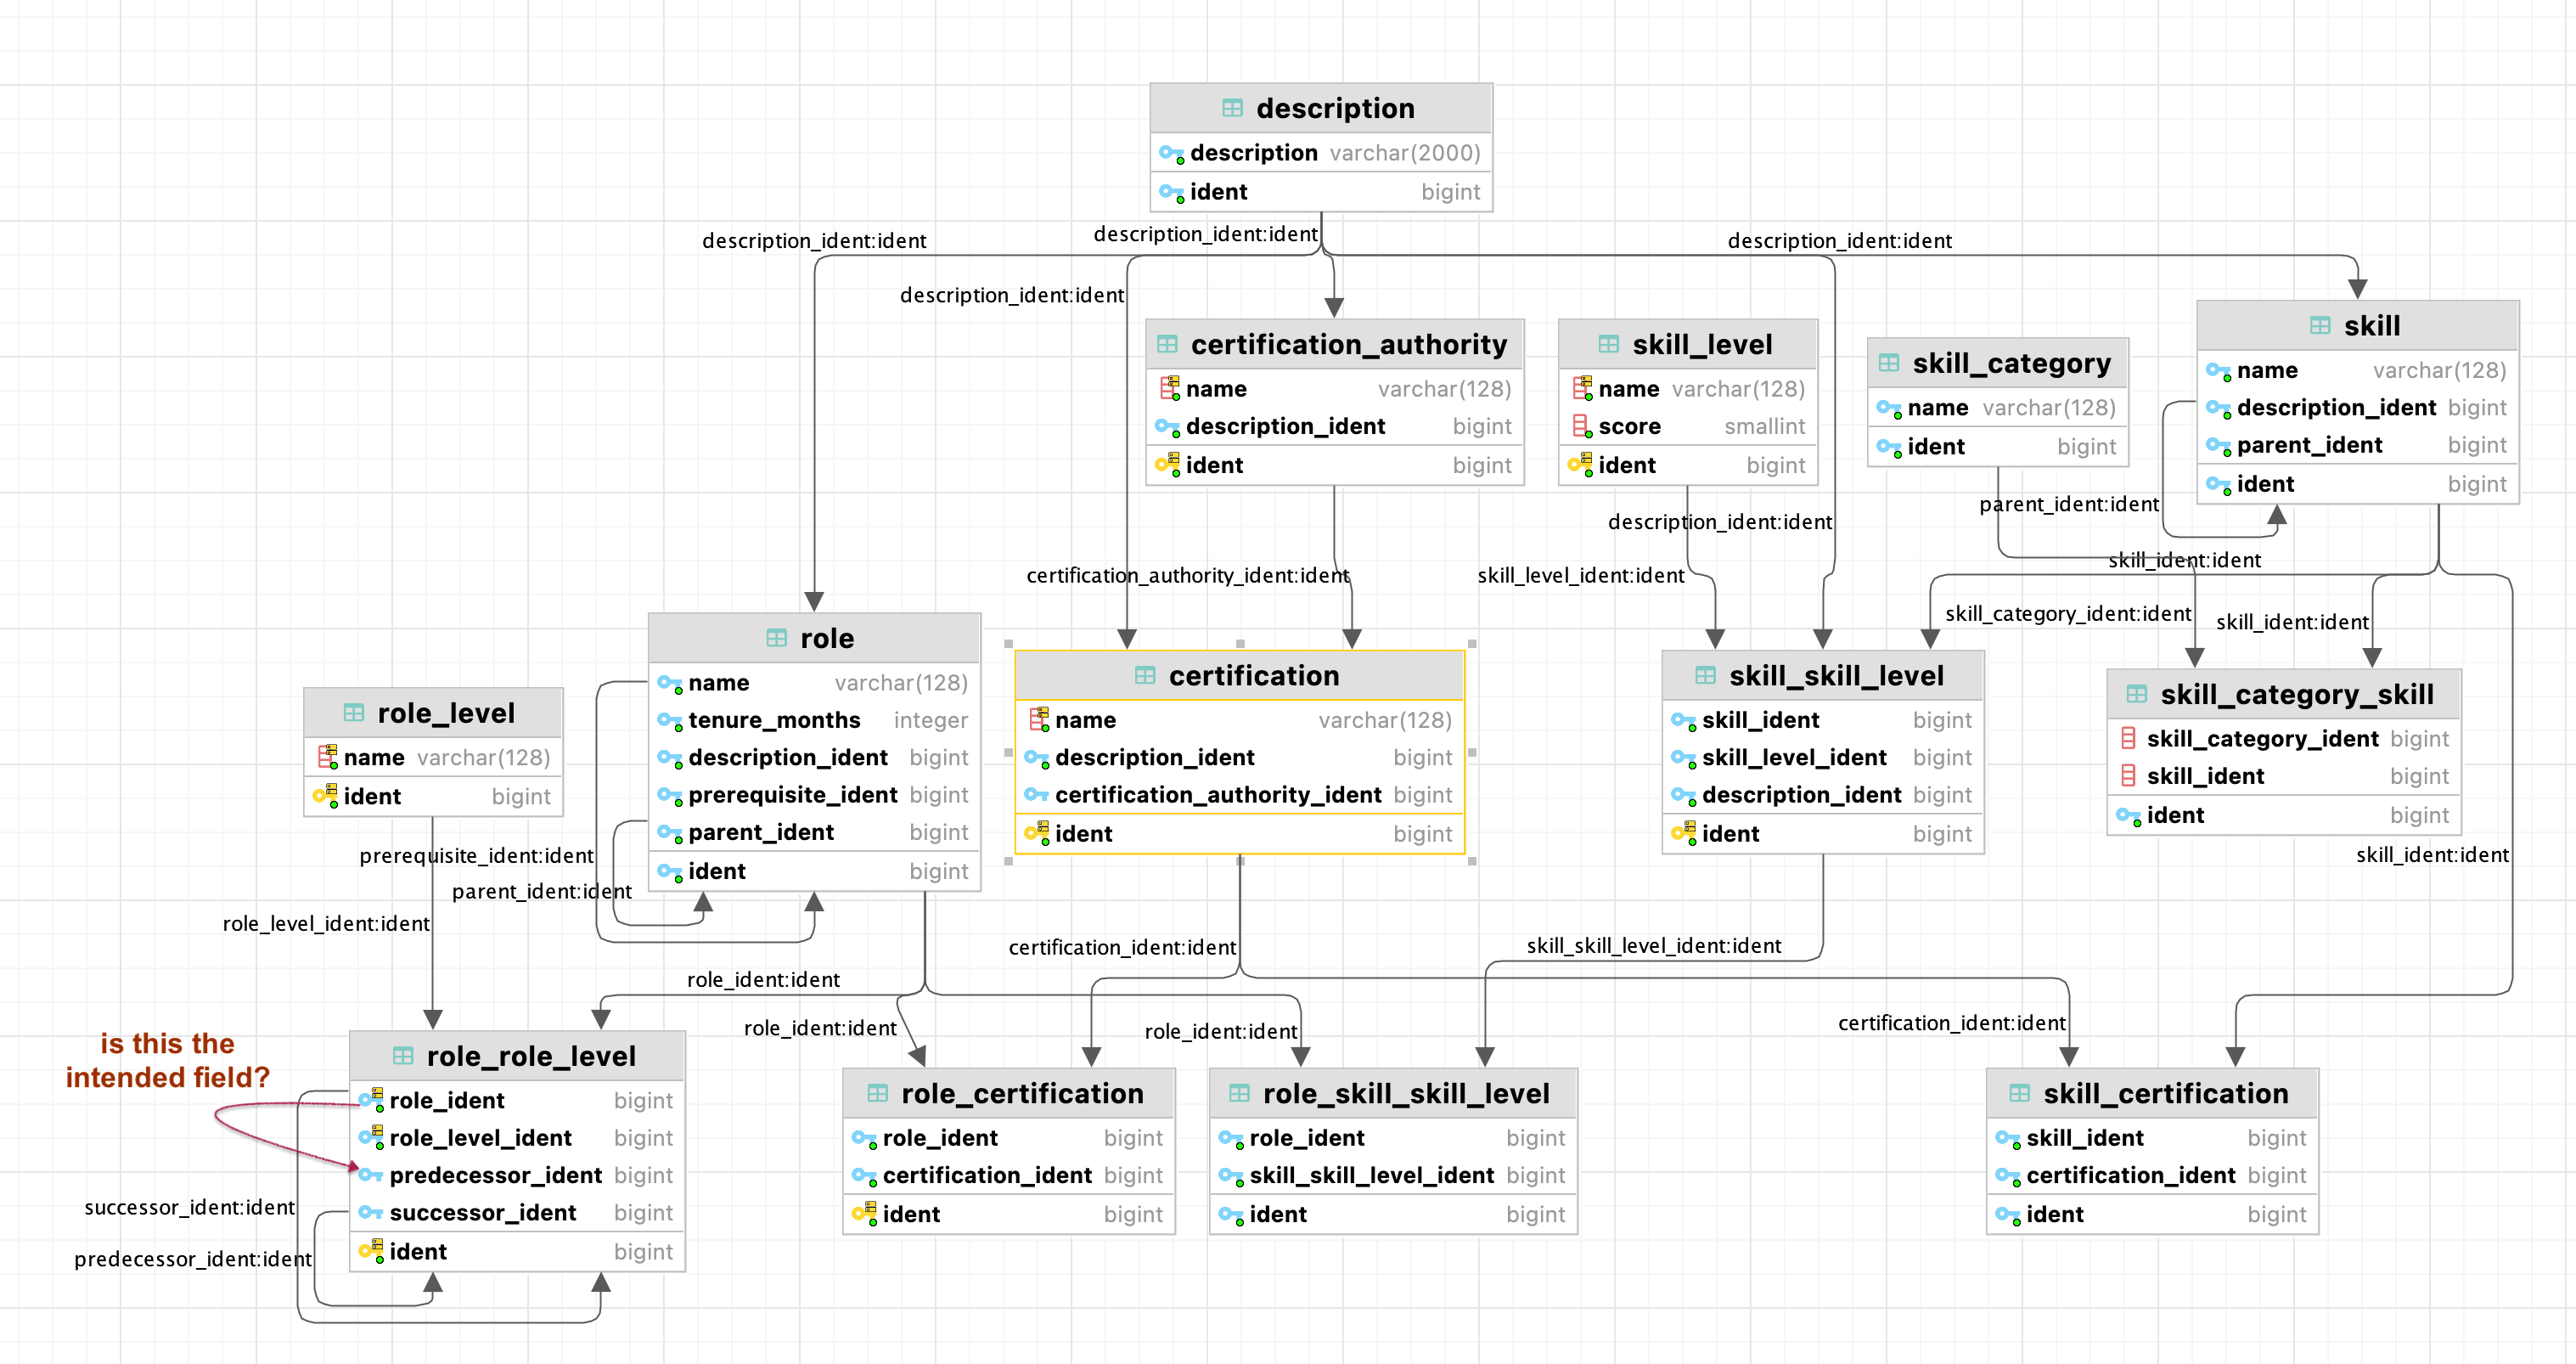 description
description varchar(2000)
ident bigint
description_ident:ident
description_ident:ident
description_ident:ident
description_ident:ident
certification_authority
name varchar(128)
description_ident bigint
ident bigint
skill_level
name varchar(128)
score smallint
ident bigint
skill_category
name varchar(128)
ident bigint
skill
name varchar(128)
description_ident bigint
parent_ident bigint
ident bigint
parent_ident:ident
description_ident:ident
skill_ident:ident
certification_authority_ident:ident
skill_level_ident:ident
skill_category_ident:ident
skill_ident:ident
role_level
name varchar(128)
ident bigint
role
name varchar(128)
tenure_months integer
description_ident bigint
prerequisite_ident bigint
parent_ident bigint
ident bigint
certification
name varchar(128)
description_ident bigint
certification_authority_ident bigint
ident bigint
skill_skill_level
skill_ident bigint
skill_level_ident bigint
description_ident bigint
ident bigint
skill_category_skill
skill_category_ident bigint
skill_ident bigint
ident bigint
prerequisite_ident:ident
parent_ident:ident
role_level_ident:ident
skill_ident:ident
certification_ident:ident
skill_skill_level_ident:ident
role_ident:ident
role_ident:ident
role_ident:ident
certification_ident:ident
is this the
intended field?
role_role_level
role_ident bigint
role_level_ident bigint
predecessor_ident bigint
successor_ident bigint
ident bigint
successor_ident:ident
predecessor_ident:ident
role_certification
role_ident bigint
certification_ident bigint
ident bigint
role_skill_skill_level
role_ident bigint
skill_skill_level_ident bigint
ident bigint
skill_certification
skill_ident bigint
certification_ident bigint
ident bigint